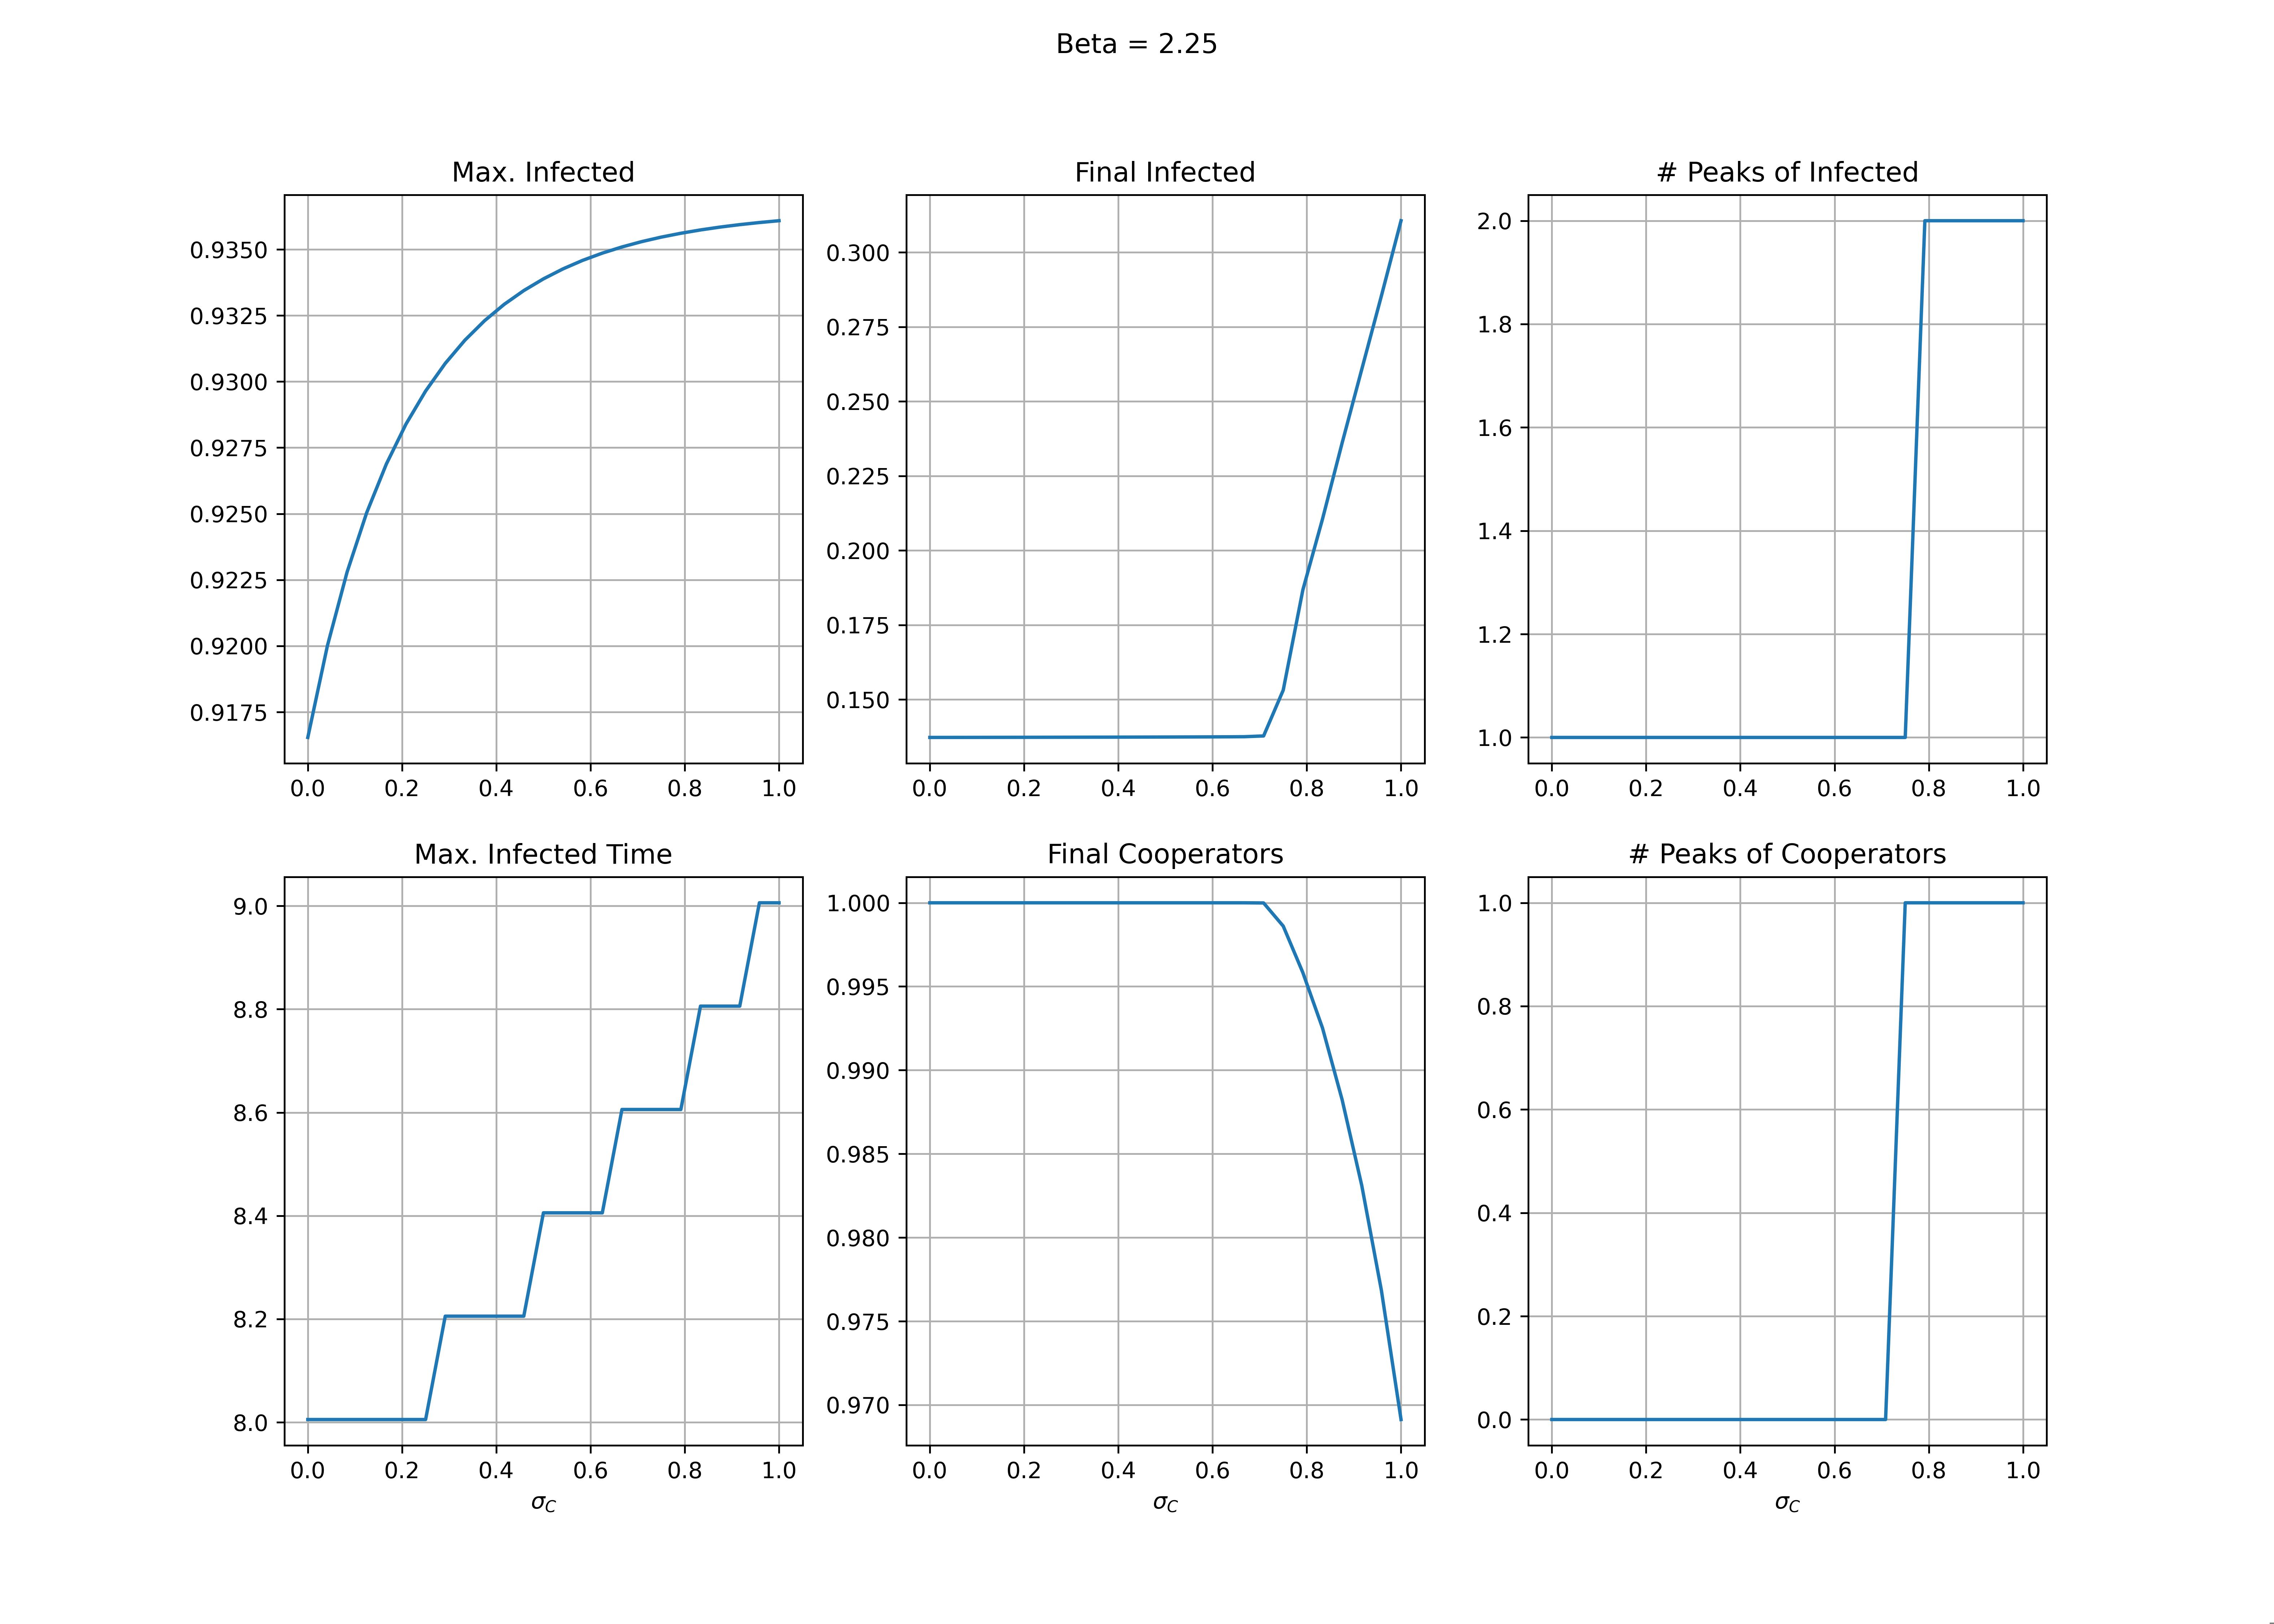 Beta = 2.25
Max. Infected
Final Infected
# Peaks of Infected
0.9350
0.9325
0.9300
0.9275
0.9250
0.9225
0.9200
0.9175
0.0 0.2 0.4 0.6 0.8 1.0
0.300
0.275
0.250
0.225
0.200
0.175
0.150
0.0 0.2 0.4 0.6 0.8 1.0
2.0
1.8
1.6
1.4
1.2
1.0
0.0 0.2 0.4 0.6 0.8 1.0
Max. Infected Time
Final Cooperators
# Peaks of Cooperators
9.0
8.8
8.6
8.4
8.2
8.0
0.0 0.2 0.4 0.6 0.8 1.0
σC
1.000
0.995
0.990
0.985
0.980
0.975
0.970
0.0 0.2 0.4 0.6 0.8 1.0
σC
1.0
0.8
0.6
0.4
0.2
0.0
0.0 0.2 0.4 0.6 0.8 1.0
σC